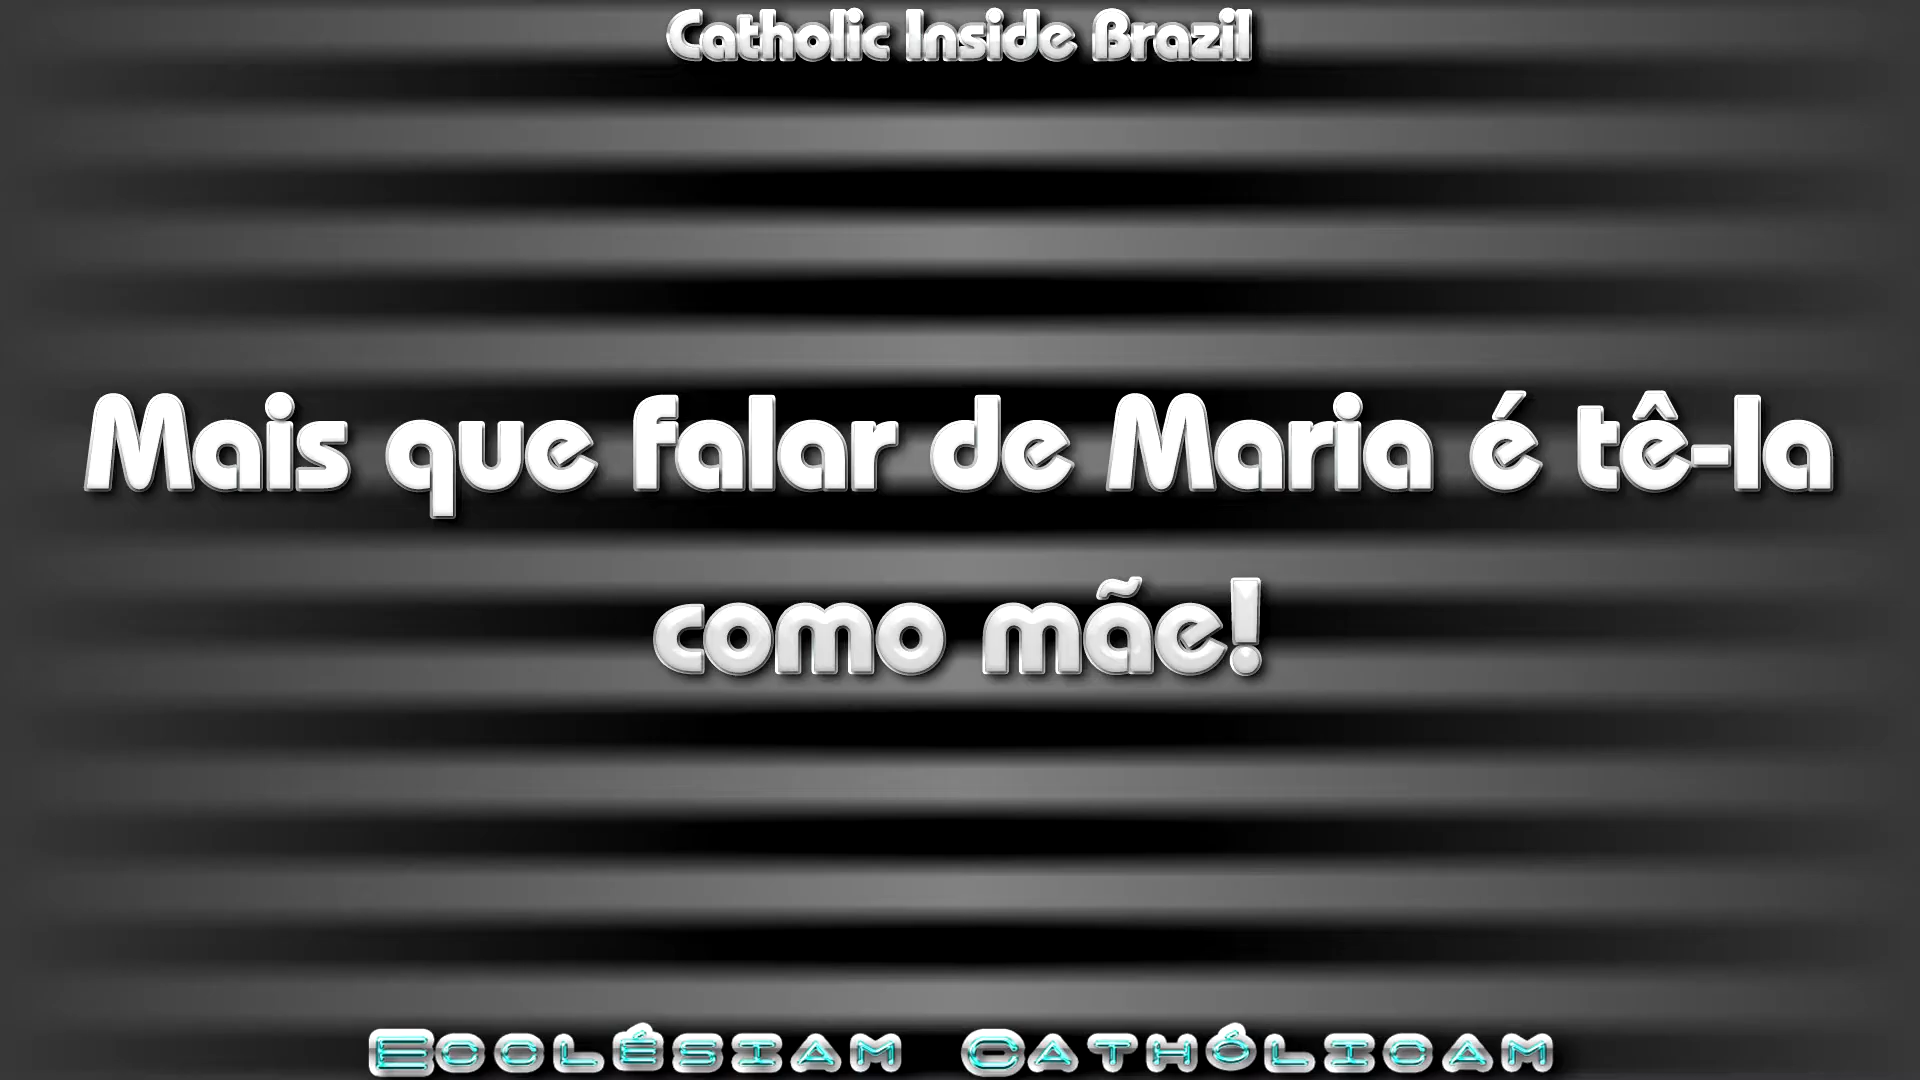 Catholic Inside Brazil
Mais que falar de Maria é tê-la
como mãe!
Ecclésiam Cathólicam